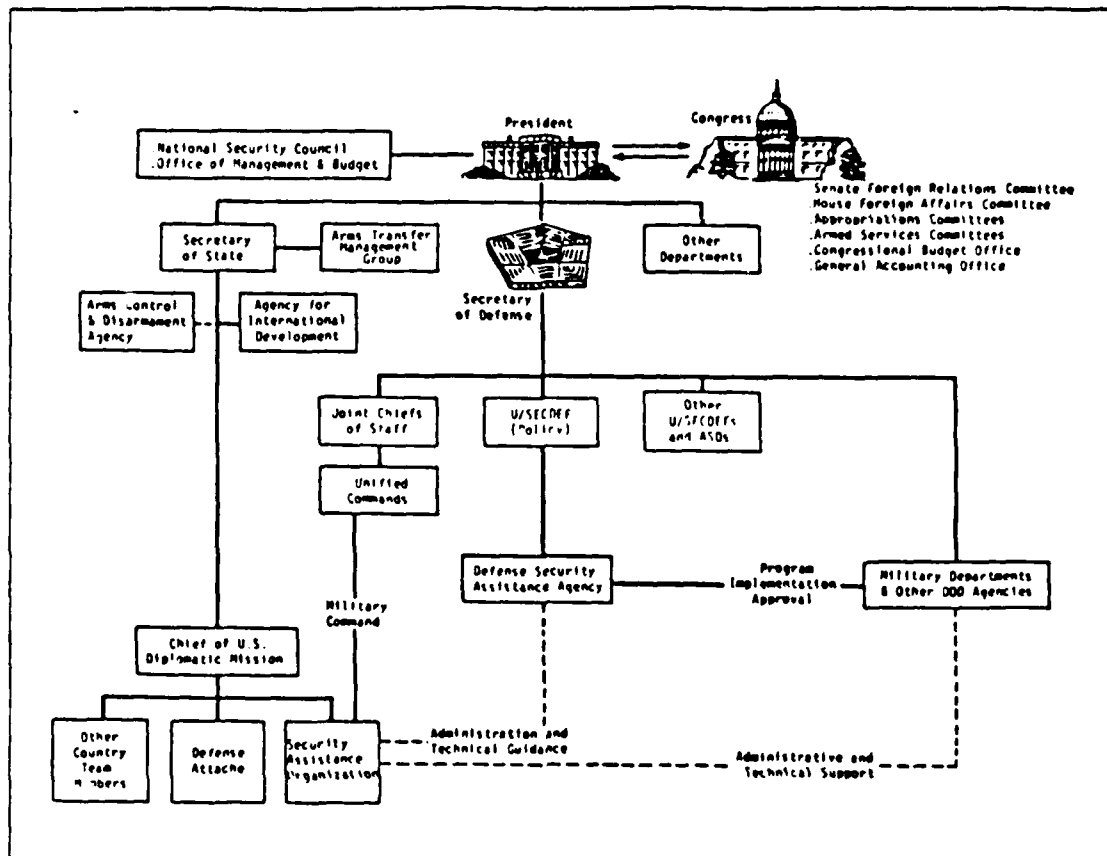 President
Congress
.National Security Council
.Office of Management & Budget
.Senate Foreign Relations Committee
.House Foreign Affairs Committee
.Appropriations Committees
.Armed Services Committees
.Congressional Budget Office
.General Accounting Office
Secretary
of State
Arms Transfer
Management
Group
Other
Departments
Secretary
of Defense
Arms Control
& Disarmament
Agency
Agency for
International
Development
Joint Chiefs
of Staff
U/SECDEF
(Policy)
Other
U/SECDEFs
and ASDs
Unified
Commands
Defense Security
Assistance Agency
Program
Implementation
Approval
Military Departments
& Other DOD Agencies
Military
Command
Chief of U.S.
Diplomatic Mission
Other
Country
Team
Members
Defense
Attache
Security
Assistance
Organization
Administration and
Technical Guidance
Administrative and
Technical Support